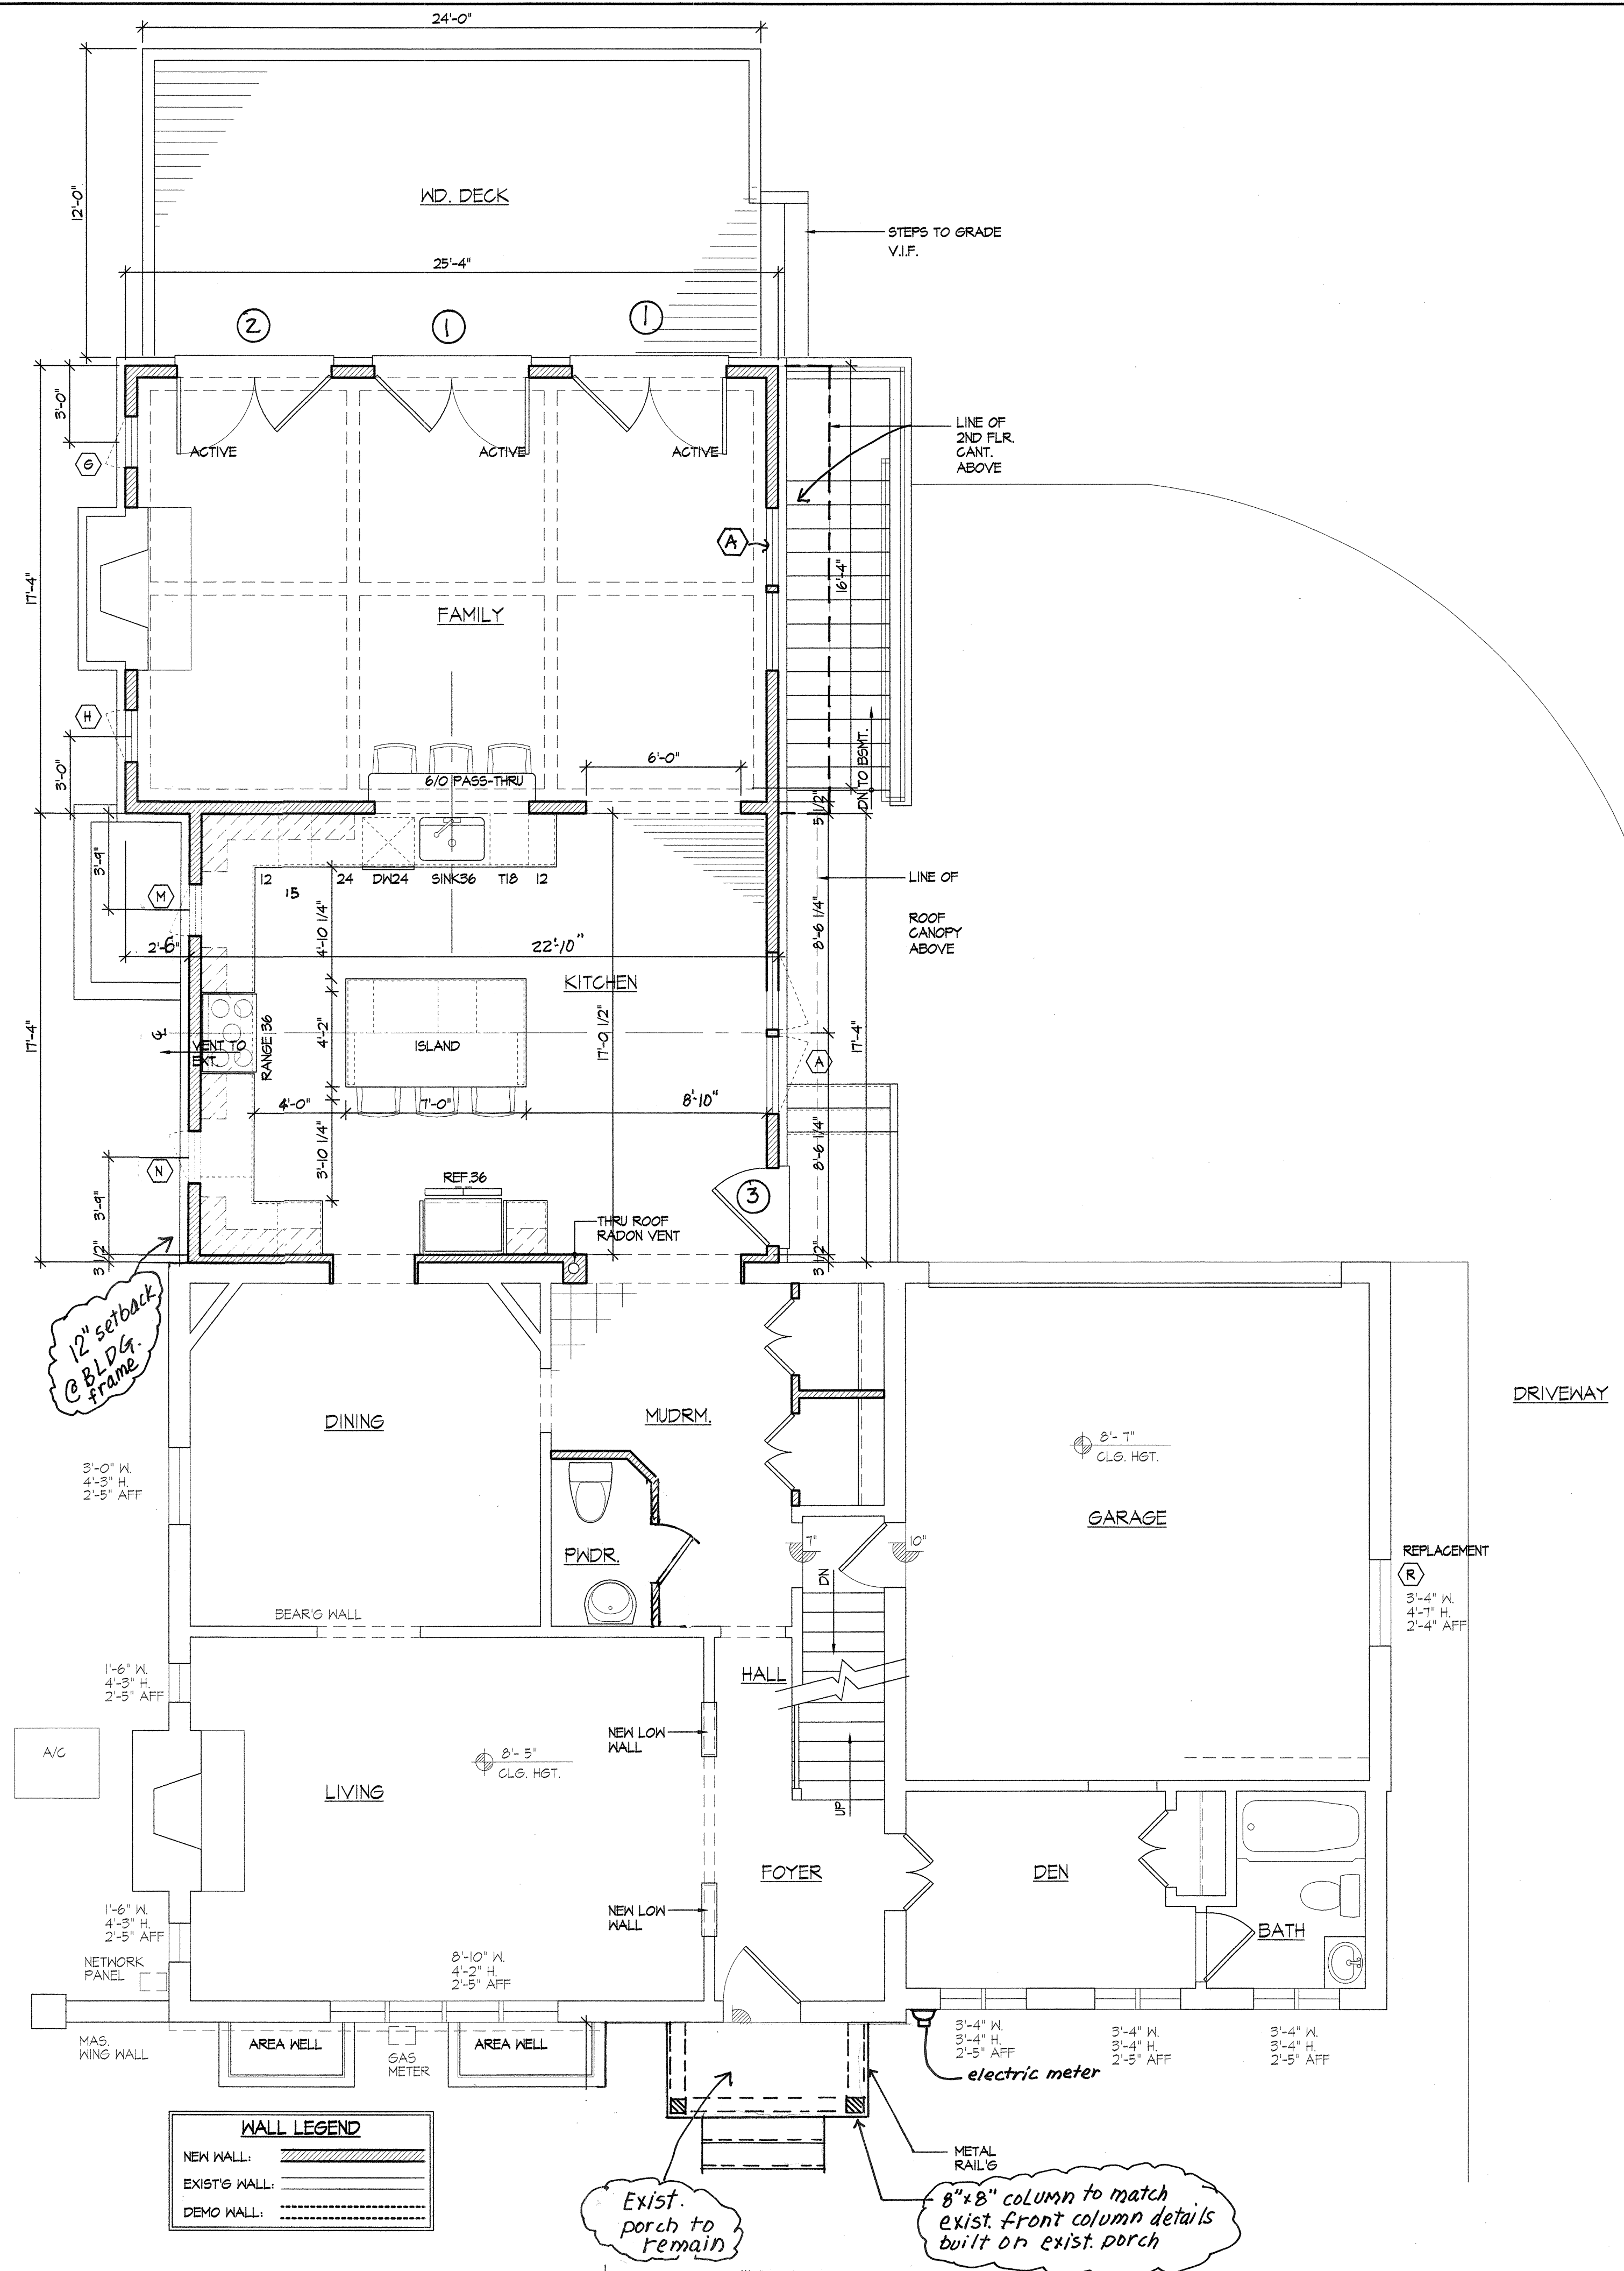 24'-0"
12'-0"
WD. DECK
STEPS TO GRADE
V.I.F.
25'-4"
2
1
1
3'-0"
G
ACTIVE
ACTIVE
ACTIVE
LINE OF
2ND FLR.
CANT.
ABOVE
A
17'-4"
16'-4"
FAMILY
H
3'-0"
6/0 PASS-THRU
6'-0"
DN TO BSMT.
5 1/2"
3'-9"
M
12
15
24
DW24
SINK36
T18
12
LINE OF
ROOF
CANOPY
ABOVE
2'-6"
4'-10 1/4"
22'-10"
8'-6 1/4"
KITCHEN
17'-4"
℄
VENT TO
EXT.
RANGE 36
4'-2"
ISLAND
17'-0 1/2"
A
17'-4"
4'-0"
7'-0"
8'-10"
3'-10 1/4"
8'-6 1/4"
N
3'-9"
REF.36
3
THRU ROOF
RADON VENT
3 1/2"
3 1/2"
12" setback
@ BLDG.
frame
DINING
MUDRM.
8'- 7"
CLG. HGT.
DRIVEWAY
3'-0" W.
4'-3" H.
2'-5" AFF
GARAGE
PWDR.
7"
10"
DN
REPLACEMENT
R
3'-4" W.
4'-7" H.
2'-4" AFF
BEAR'G WALL
1'-6" W.
4'-3" H.
2'-5" AFF
HALL
A/C
8'- 5"
CLG. HGT.
NEW LOW
WALL
LIVING
UP
FOYER
DEN
1'-6" W.
4'-3" H.
2'-5" AFF
NEW LOW
WALL
BATH
NETWORK
PANEL
8'-10" W.
4'-2" H.
2'-5" AFF
MAS.
WING WALL
AREA WELL
GAS
METER
AREA WELL
3'-4" W.
3'-4" H.
2'-5" AFF
3'-4" W.
3'-4" H.
2'-5" AFF
3'-4" W.
3'-4" H.
2'-5" AFF
electric meter
WALL LEGEND
NEW WALL:
EXIST'G WALL:
DEMO WALL:
METAL
RAIL'G
Exist.
porch to
remain
8"x8" column to match
exist. front column details
built on exist. porch